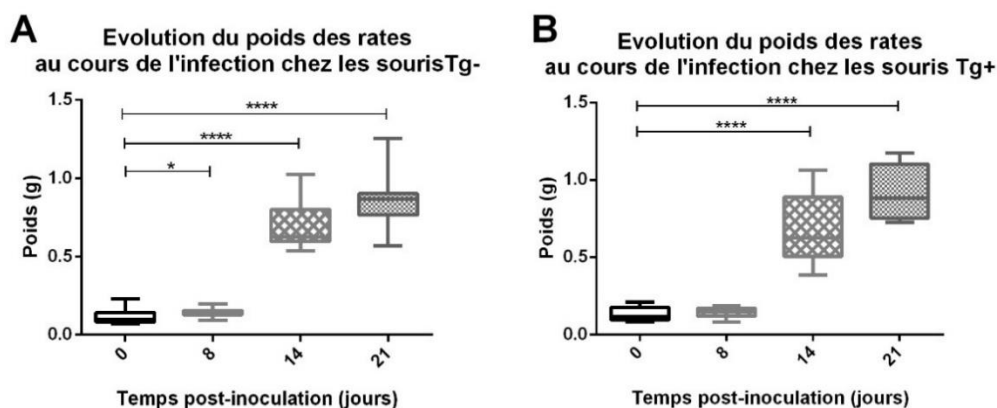 A
Evolution du poids des rates
au cours de l'infection chez les sourisTg-
Poids (g)
1.5
1.0
0.5
0.0
****
****
*
0
8
14
21
Temps post-inoculation (jours)
B
Evolution du poids des rates
au cours de l'infection chez les souris Tg+
Poids (g)
1.5
1.0
0.5
0.0
****
****
0
8
14
21
Temps post-inoculation (jours)